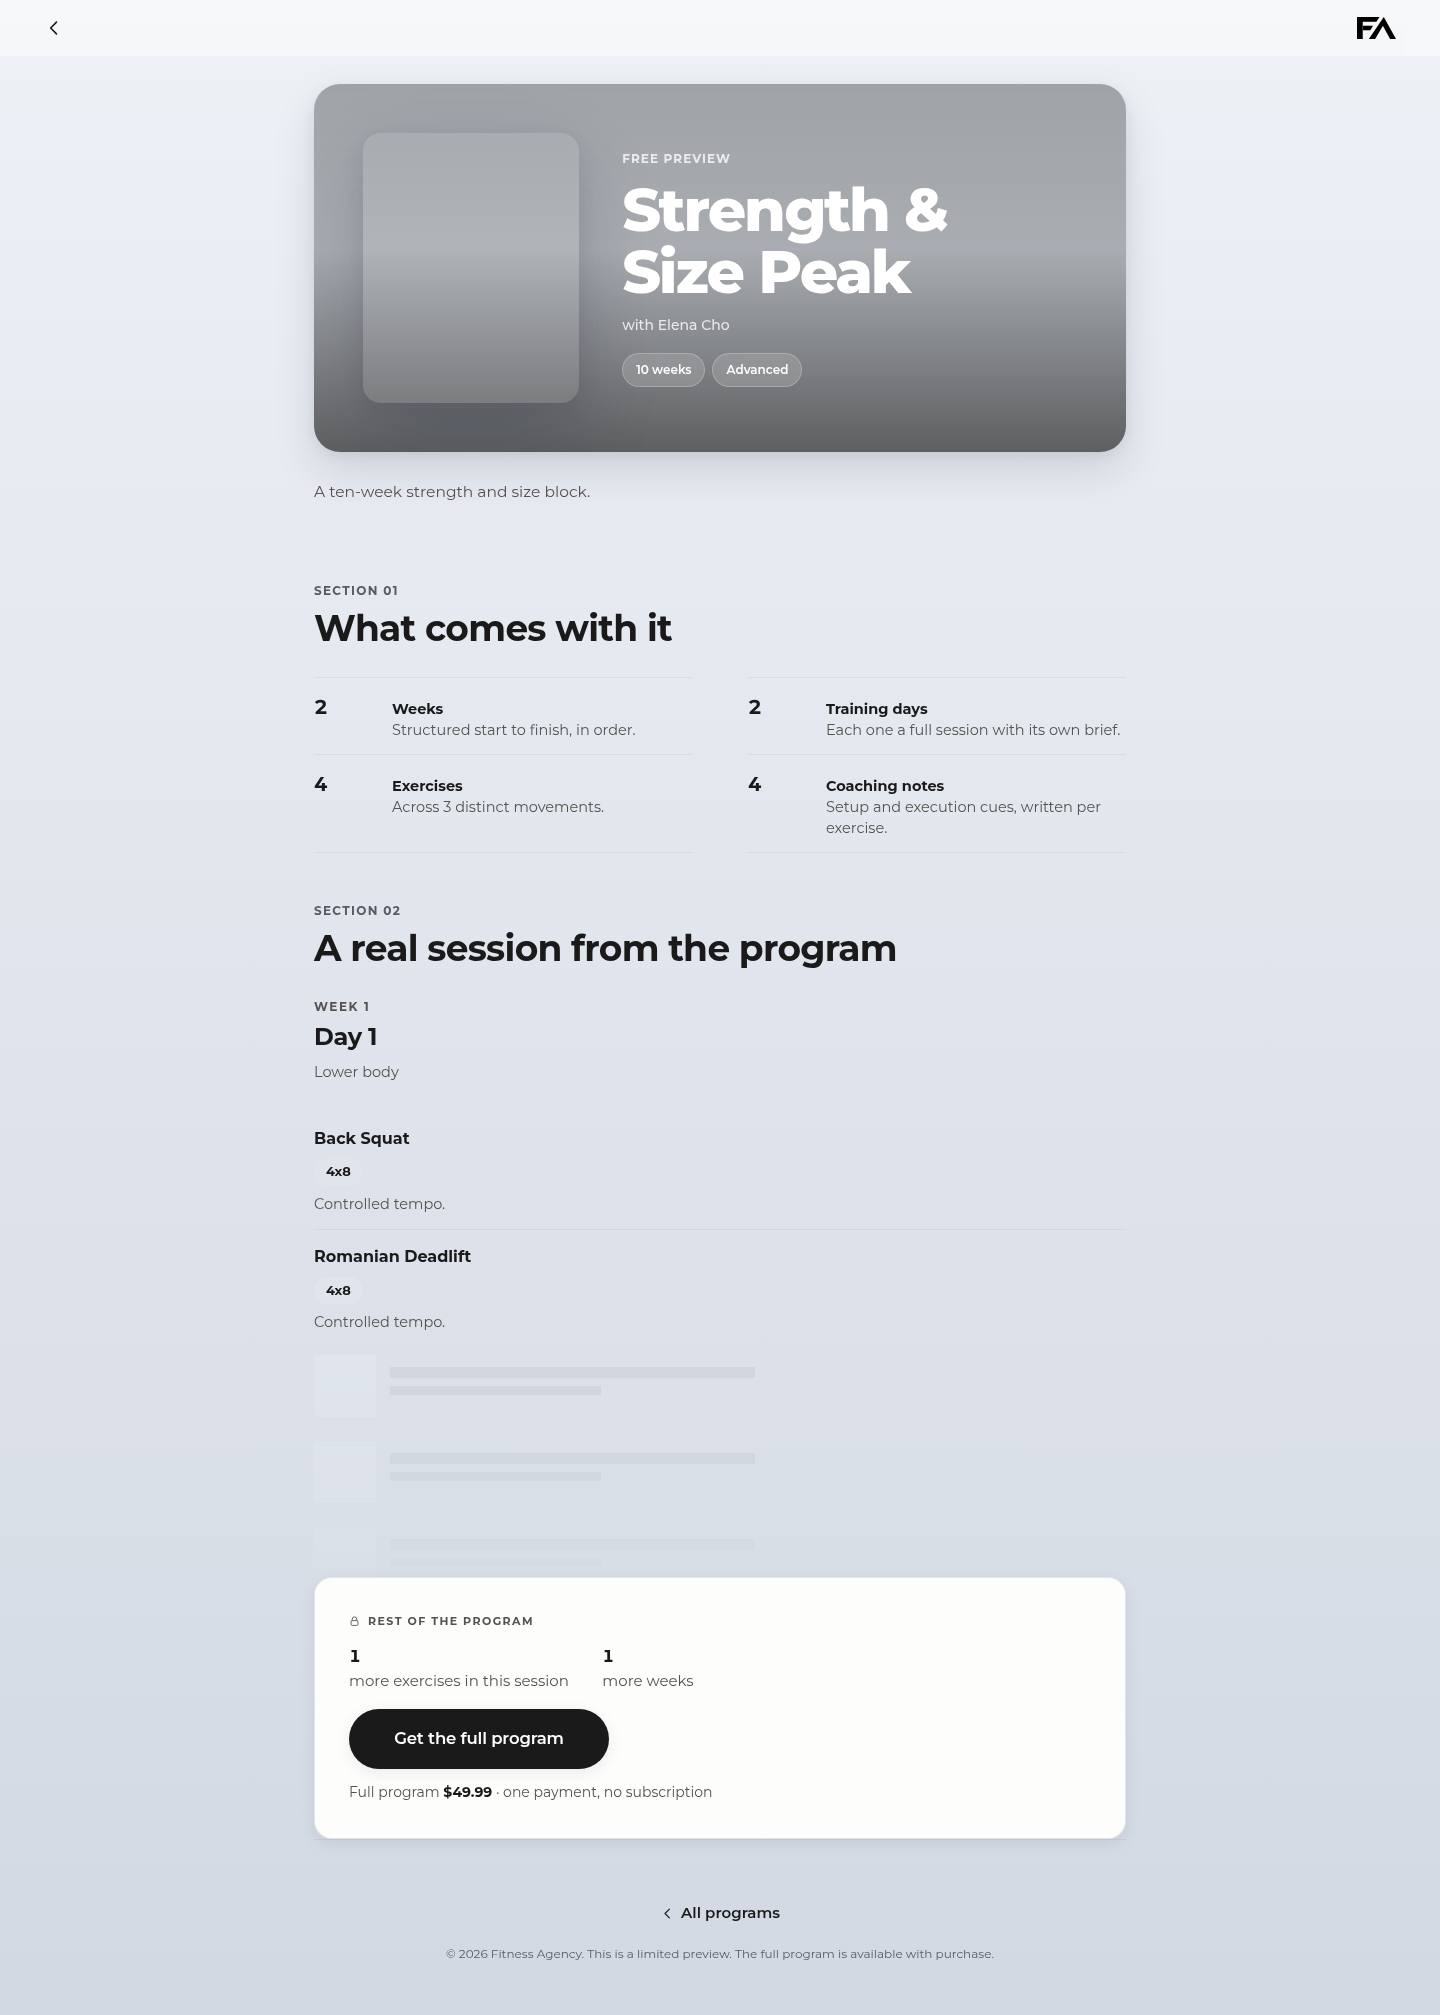 FA
FREE PREVIEW
Strength &
Size Peak
with Elena Cho
10 weeks
Advanced
A ten-week strength and size block.
SECTION 01
What comes with it
2
Weeks
Structured start to finish, in order.
2
Training days
Each one a full session with its own brief.
4
Exercises
Across 3 distinct movements.
4
Coaching notes
Setup and execution cues, written per
exercise.
SECTION 02
A real session from the program
WEEK 1
Day 1
Lower body
Back Squat
4x8
Controlled tempo.
Romanian Deadlift
4x8
Controlled tempo.
REST OF THE PROGRAM
1
more exercises in this session
1
more weeks
Get the full program
Full program $49.99 · one payment, no subscription
All programs
© 2026 Fitness Agency. This is a limited preview. The full program is available with purchase.